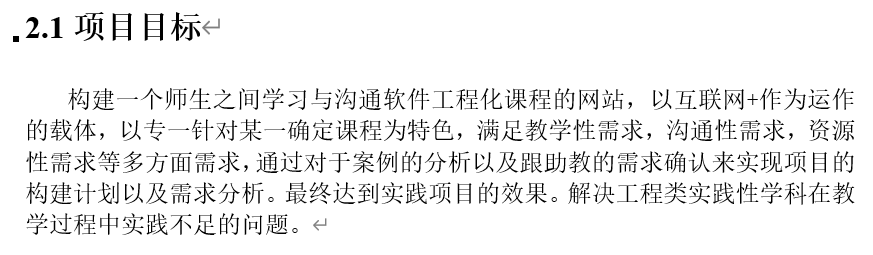 2.1 项目目标
构建一个师生之间学习与沟通软件工程化课程的网站，以互联网+作为运作
的载体，以专一针对某一确定课程为特色，满足教学性需求，沟通性需求，资源
性需求等多方面需求，通过对于案例的分析以及跟助教的需求确认来实现项目的
构建计划以及需求分析。最终达到实践项目的效果。解决工程类实践性学科在教
学过程中实践不足的问题。